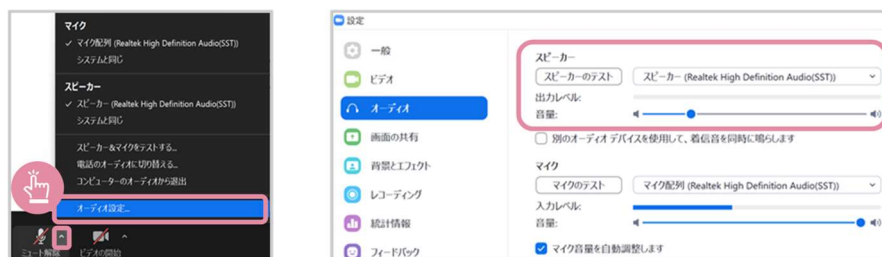 マイク
✓ マイク配列 (Realtek High Definition Audio(SST))
システムと同じ
スピーカー
✓ スピーカー (Realtek High Definition Audio(SST))
システムと同じ
スピーカー&マイクをテストする...
電話のオーディオに切り替える...
コンピューターのオーディオから退出
オーディオ設定...
ミュート解除 ビデオの開始
設定
一般
ビデオ
オーディオ
画面の共有
背景とエフェクト
レコーディング
統計情報
フィードバック
スピーカー
スピーカーのテスト スピーカー (Realtek High Definition Audio(SST))
出力レベル:
音量:
別のオーディオ デバイスを使用して、着信音を同時に鳴らします
マイク
マイクのテスト マイク配列 (Realtek High Definition Audio(SST))
入力レベル:
音量:
マイク音量を自動調整します